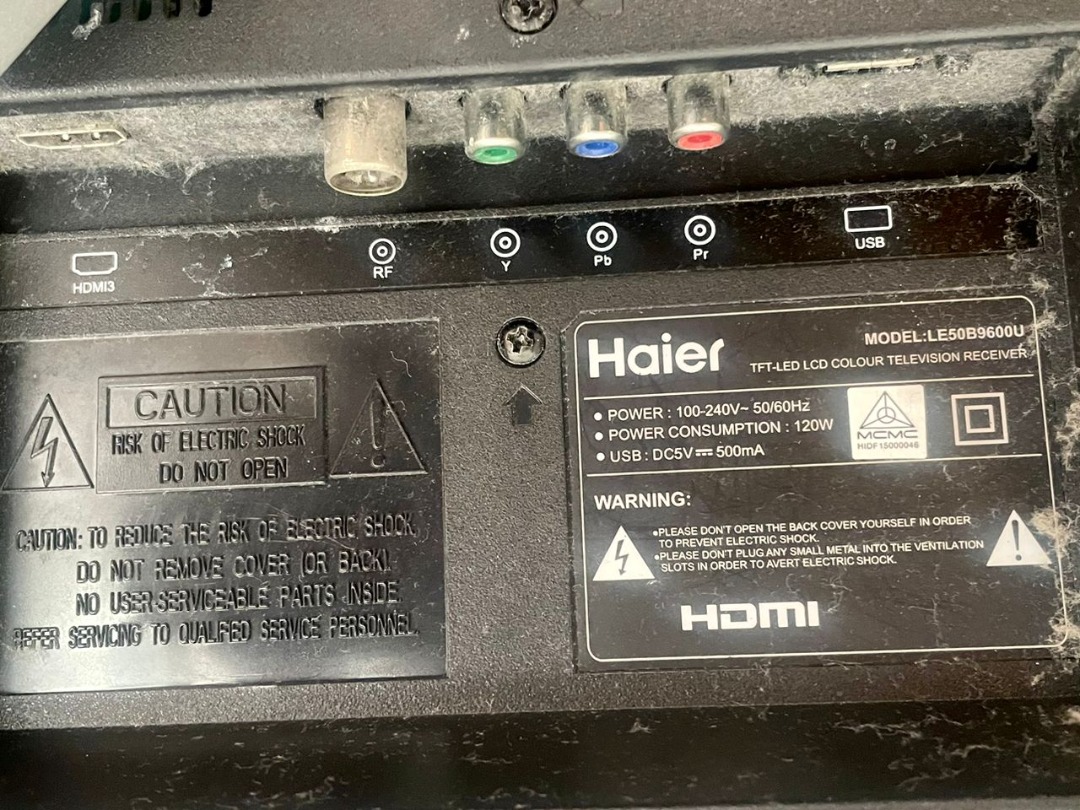 HDMI3
RF
Y
Pb
Pr
USB
CAUTION
RISK OF ELECTRIC SHOCK
DO NOT OPEN
CAUTION: TO REDUCE THE RISK OF ELECTRIC SHOCK,
DO NOT REMOVE COVER (OR BACK).
NO USER-SERVICEABLE PARTS INSIDE.
REFER SERVICING TO QUALIFED SERVICE PERSONNEL.
Haier
MODEL:LE50B9600U
TFT-LED LCD COLOUR TELEVISION RECEIVER
• POWER : 100-240V~ 50/60Hz
• POWER CONSUMPTION : 120W
• USB : DC5V⎓ 500mA
MCMC
HIDF15000046
WARNING:
•PLEASE DON'T OPEN THE BACK COVER YOURSELF IN ORDER
TO PREVENT ELECTRIC SHOCK.
•PLEASE DON'T PLUG ANY SMALL METAL INTO THE VENTILATION
SLOTS IN ORDER TO AVERT ELECTRIC SHOCK.
HDMI